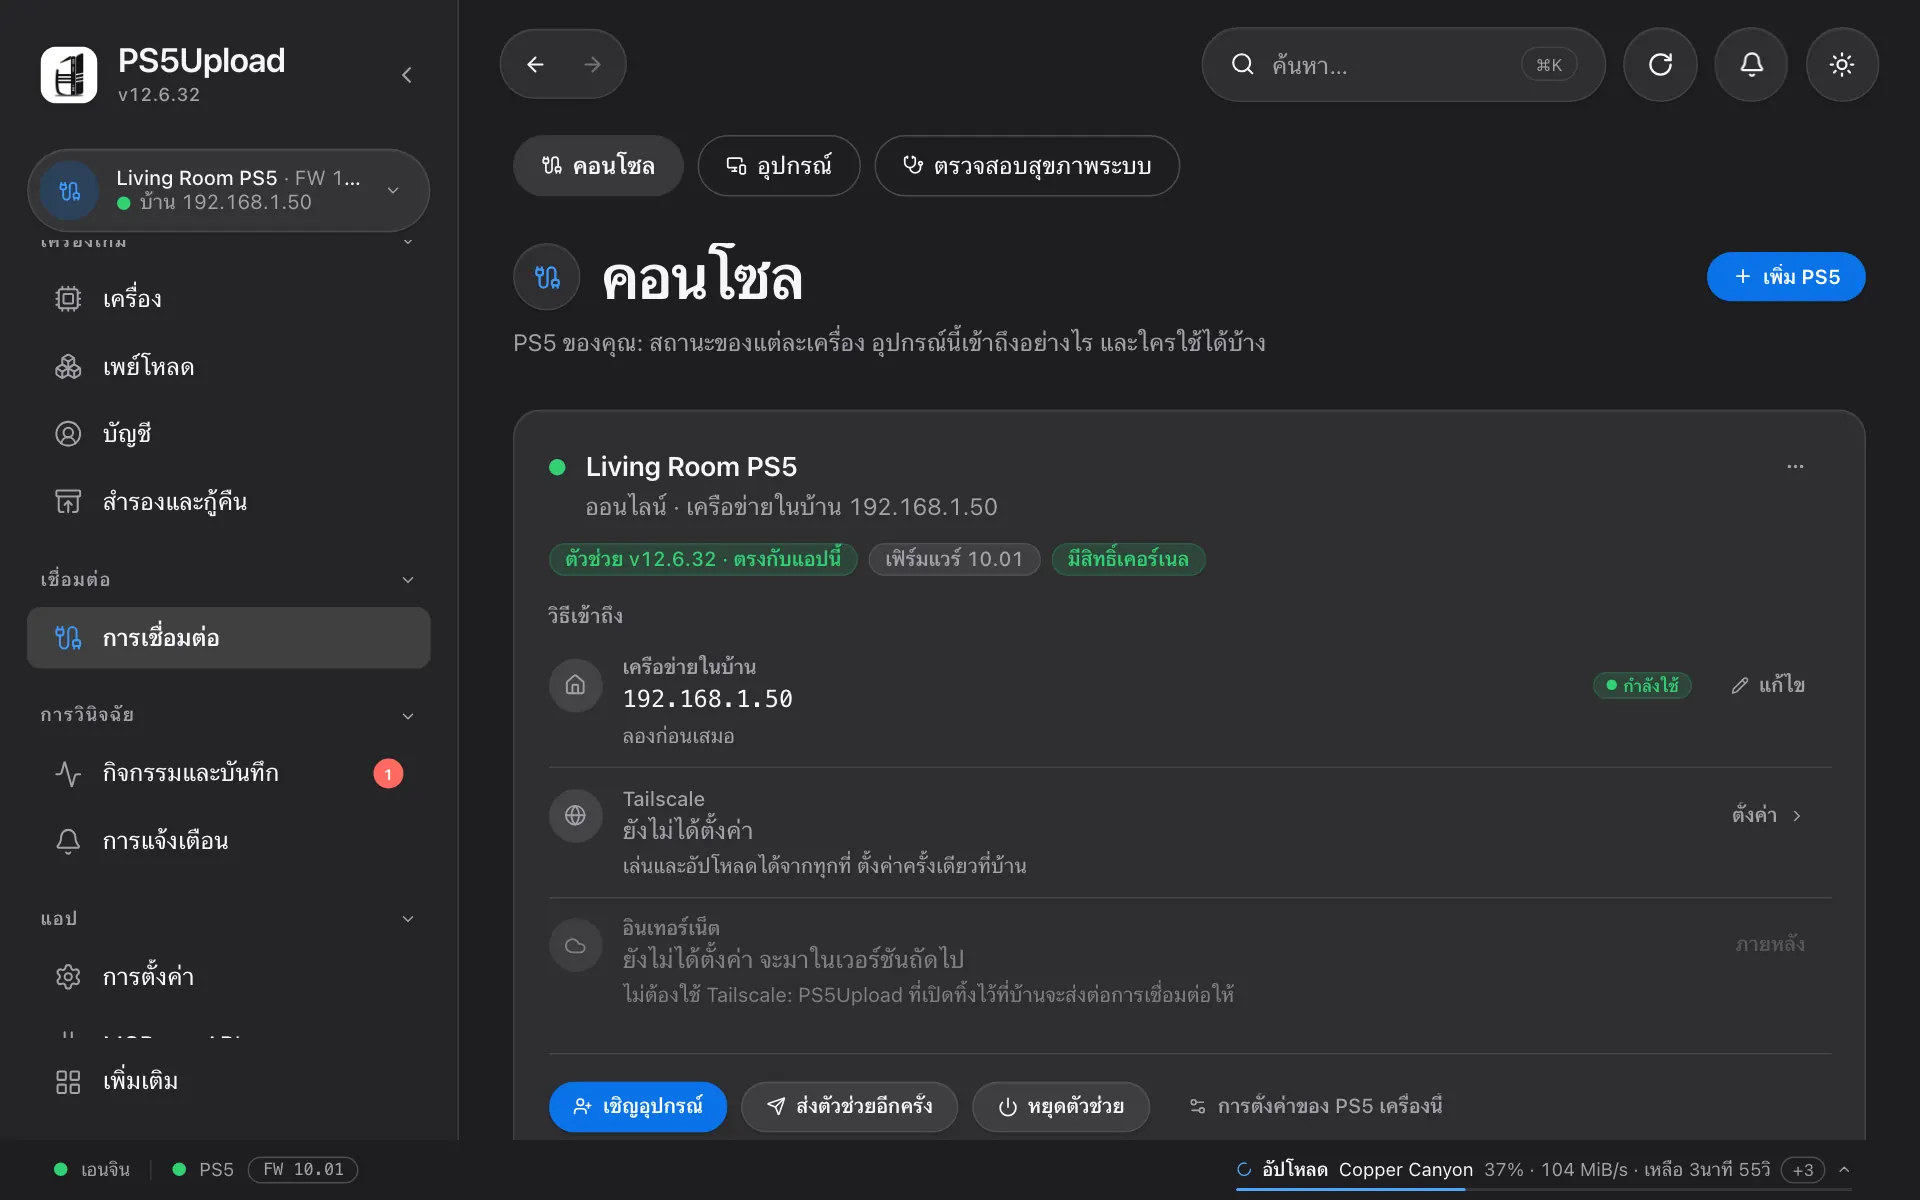 PS5Upload
v12.6.32
Living Room PS5 · FW 1...
บ้าน 192.168.1.50
เครื่อง
เพย์โหลด
บัญชี
สำรองและกู้คืน
เชื่อมต่อ
การเชื่อมต่อ
การวินิจฉัย
กิจกรรมและบันทึก
1
การแจ้งเตือน
แอป
การตั้งค่า
เพิ่มเติม
ค้นหา...
⌘K
คอนโซล
อุปกรณ์
ตรวจสอบสุขภาพระบบ
คอนโซล
เพิ่ม PS5
PS5 ของคุณ: สถานะของแต่ละเครื่อง อุปกรณ์นี้เข้าถึงอย่างไร และใครใช้ได้บ้าง
Living Room PS5
ออนไลน์ · เครือข่ายในบ้าน 192.168.1.50
ตัวช่วย v12.6.32 · ตรงกับแอปนี้
เฟิร์มแวร์ 10.01
มีสิทธิ์เคอร์เนล
วิธีเข้าถึง
เครือข่ายในบ้าน
192.168.1.50
ลองก่อนเสมอ
กำลังใช้
แก้ไข
Tailscale
ยังไม่ได้ตั้งค่า
เล่นและอัปโหลดได้จากทุกที่ ตั้งค่าครั้งเดียวที่บ้าน
ตั้งค่า
อินเทอร์เน็ต
ยังไม่ได้ตั้งค่า จะมาในเวอร์ชันถัดไป
ไม่ต้องใช้ Tailscale: PS5Upload ที่เปิดทิ้งไว้ที่บ้านจะส่งต่อการเชื่อมต่อให้
ภายหลัง
เชิญอุปกรณ์
ส่งตัวช่วยอีกครั้ง
หยุดตัวช่วย
การตั้งค่าของ PS5 เครื่องนี้
เอนจิน
PS5
FW 10.01
อัปโหลด Copper Canyon 37% · 104 MiB/s · เหลือ 3นาที 55วิ
+3